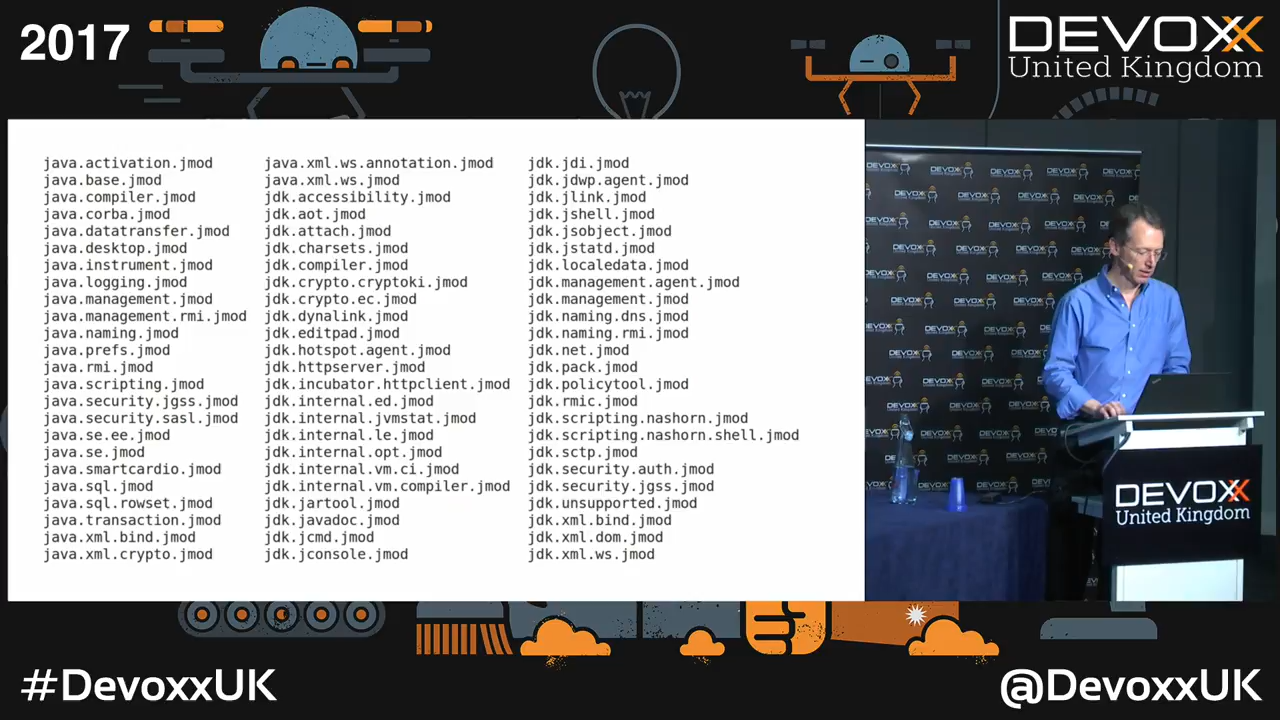 2017
DEVOXX
United Kingdom
java.activation.jmod
java.base.jmod
java.compiler.jmod
java.corba.jmod
java.datatransfer.jmod
java.desktop.jmod
java.instrument.jmod
java.logging.jmod
java.management.jmod
java.management.rmi.jmod
java.naming.jmod
java.prefs.jmod
java.rmi.jmod
java.scripting.jmod
java.security.jgss.jmod
java.security.sasl.jmod
java.se.ee.jmod
java.se.jmod
java.smartcardio.jmod
java.sql.jmod
java.sql.rowset.jmod
java.transaction.jmod
java.xml.bind.jmod
java.xml.crypto.jmod
java.xml.ws.annotation.jmod
java.xml.ws.jmod
jdk.accessibility.jmod
jdk.aot.jmod
jdk.attach.jmod
jdk.charsets.jmod
jdk.compiler.jmod
jdk.crypto.cryptoki.jmod
jdk.crypto.ec.jmod
jdk.dynalink.jmod
jdk.editpad.jmod
jdk.hotspot.agent.jmod
jdk.httpserver.jmod
jdk.incubator.httpclient.jmod
jdk.internal.ed.jmod
jdk.internal.jvmstat.jmod
jdk.internal.le.jmod
jdk.internal.opt.jmod
jdk.internal.vm.ci.jmod
jdk.internal.vm.compiler.jmod
jdk.jartool.jmod
jdk.javadoc.jmod
jdk.jcmd.jmod
jdk.jconsole.jmod
jdk.jdi.jmod
jdk.jdwp.agent.jmod
jdk.jlink.jmod
jdk.jshell.jmod
jdk.jsobject.jmod
jdk.jstatd.jmod
jdk.localedata.jmod
jdk.management.agent.jmod
jdk.management.jmod
jdk.naming.dns.jmod
jdk.naming.rmi.jmod
jdk.net.jmod
jdk.pack.jmod
jdk.policytool.jmod
jdk.rmic.jmod
jdk.scripting.nashorn.jmod
jdk.scripting.nashorn.shell.jmod
jdk.sctp.jmod
jdk.security.auth.jmod
jdk.security.jgss.jmod
jdk.unsupported.jmod
jdk.xml.bind.jmod
jdk.xml.dom.jmod
jdk.xml.ws.jmod
DEVOXX
United Kingdom
#DevoxxUK
@DevoxxUK